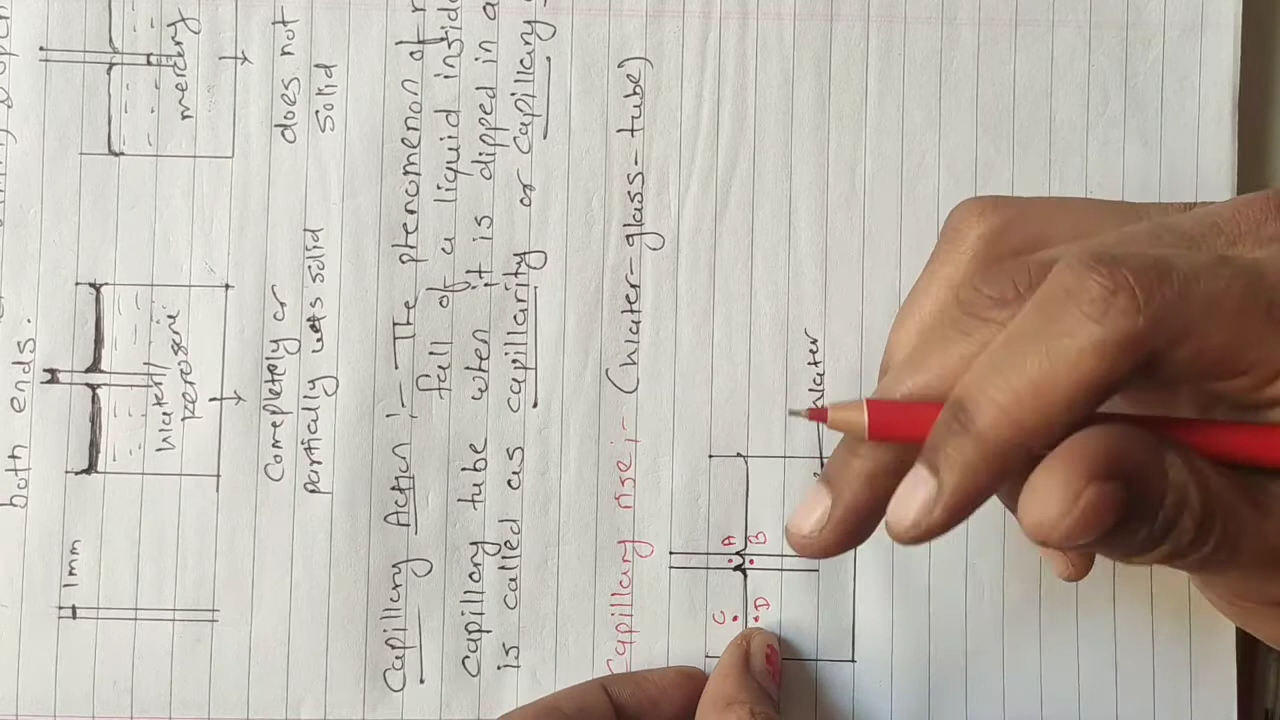 both ends.
1mm
Water/
kerosene
mercury
Completely or
partially wets solid
does not
solid
Capillary Action :- The phenomenon of
fall of a liquid inside
capillary tube when it is dipped in a
is called as capillarity or capillary
Capillary rise :- (Water-glass-tube)
C
A
D
B
Water